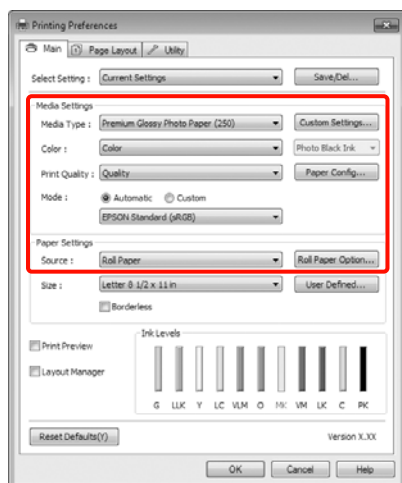 Printing Preferences
Main Page Layout Utility
Select Setting : Current Settings Save/Del...
Media Settings
Media Type : Premium Glossy Photo Paper (250) Custom Settings...
Color : Color Photo Black Ink
Print Quality : Quality Paper Config...
Mode : Automatic Custom
EPSON Standard (sRGB)
Paper Settings
Source : Roll Paper Roll Paper Option...
Size : Letter 8 1/2 x 11 in User Defined...
Borderless
Ink Levels
Print Preview
Layout Manager
G LLK Y LC VLM O MK VM LK C PK
Reset Defaults(Y) Version X.XX
OK Cancel Help